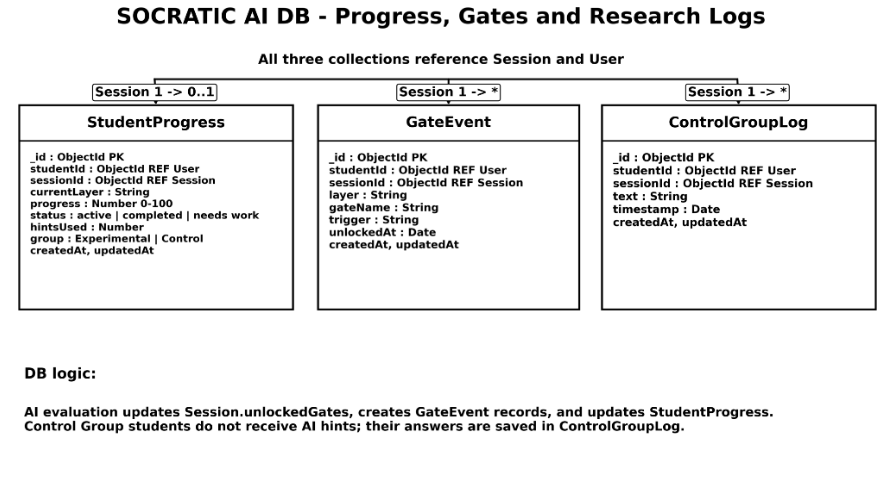 SOCRATIC AI DB - Progress, Gates and Research Logs
All three collections reference Session and User
Session 1 -> 0..1
Session 1 -> *
Session 1 -> *
StudentProgress
_id : ObjectId PK
studentId : ObjectId REF User
sessionId : ObjectId REF Session
currentLayer : String
progress : Number 0-100
status : active | completed | needs work
hintsUsed : Number
group : Experimental | Control
createdAt, updatedAt
GateEvent
_id : ObjectId PK
studentId : ObjectId REF User
sessionId : ObjectId REF Session
layer : String
gateName : String
trigger : String
unlockedAt : Date
createdAt, updatedAt
ControlGroupLog
_id : ObjectId PK
studentId : ObjectId REF User
sessionId : ObjectId REF Session
text : String
timestamp : Date
createdAt, updatedAt
DB logic:
AI evaluation updates Session.unlockedGates, creates GateEvent records, and updates StudentProgress.
Control Group students do not receive AI hints; their answers are saved in ControlGroupLog.